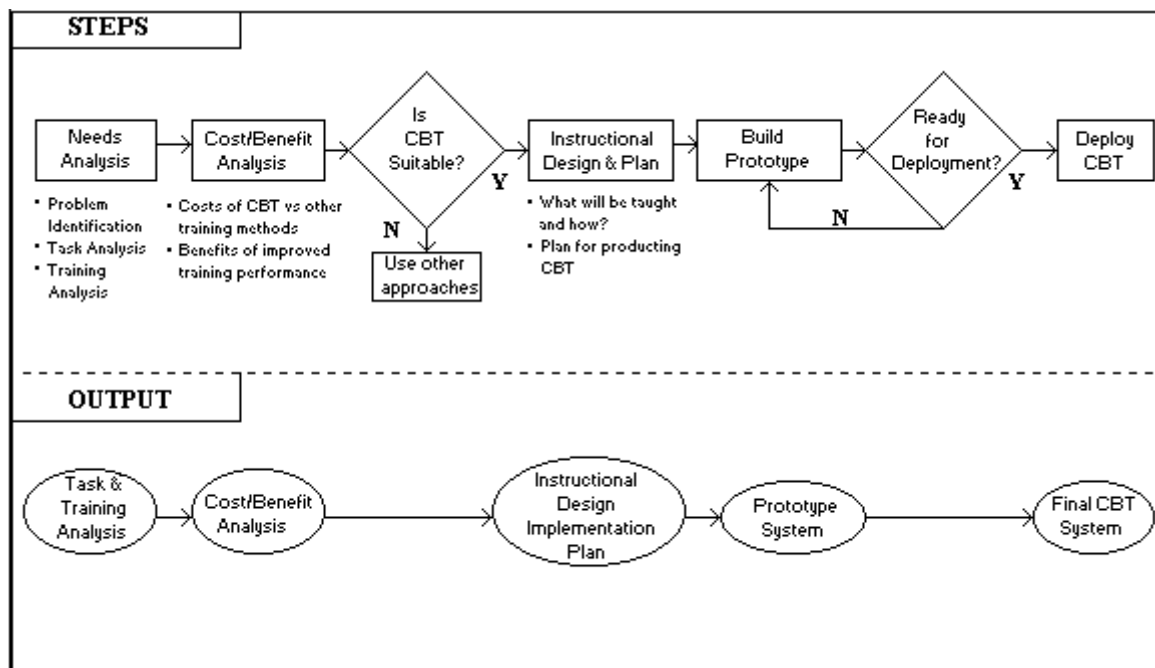 STEPS
Needs
Analysis
Cost/Benefit
Analysis
Is
CBT
Suitable?
Y
N
Use other
approaches
Instructional
Design & Plan
Build
Prototype
Ready
for
Deployment?
Y
N
Deploy
CBT
• Problem
Identification
• Task Analysis
• Training
Analysis
• Costs of CBT vs other
training methods
• Benefits of improved
training performance
• What will be taught
and how?
• Plan for producting
CBT
OUTPUT
Task &
Training
Analysis
Cost/Benefit
Analysis
Instructional
Design
Implementation
Plan
Prototype
System
Final CBT
System